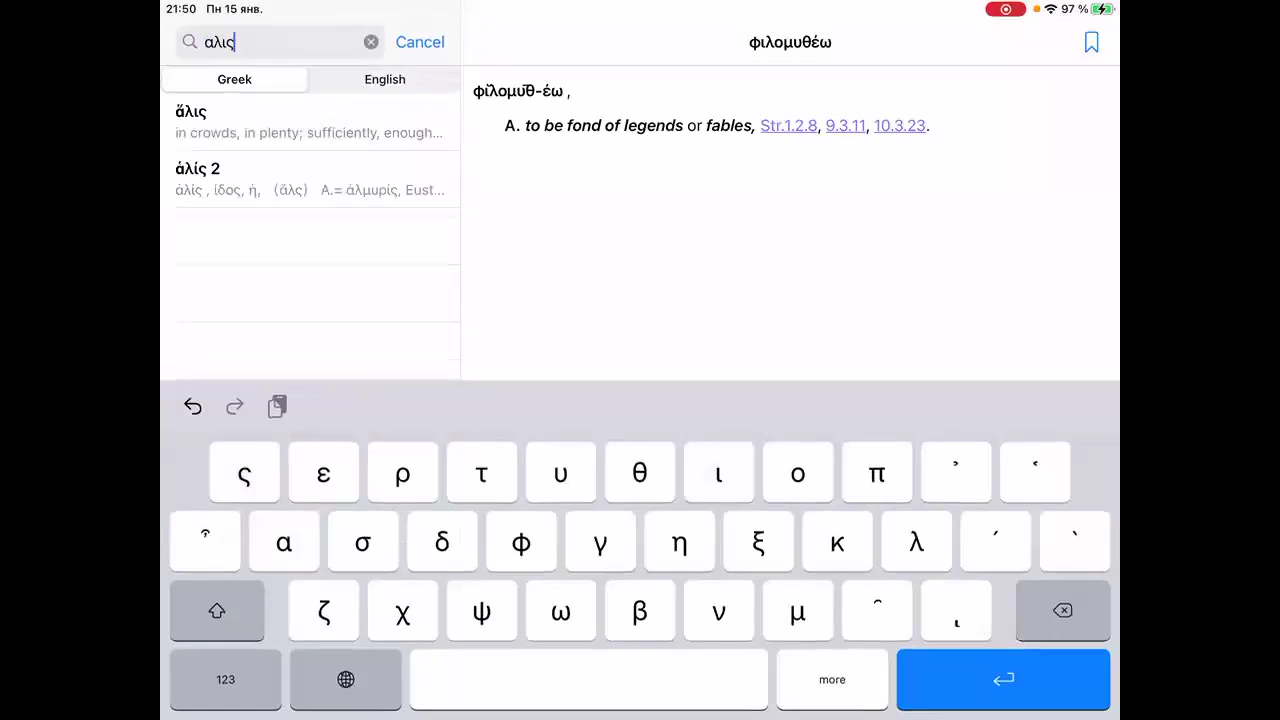 21:50 Пн 15 янв.
97 %
αλις
Cancel
φιλομυθέω
Greek
English
ἅλις
in crowds, in plenty; sufficiently, enough...
ἁλίς 2
ἁλίς , ίδος, ἡ, (ἅλς) A.= ἁλμυρίς, Eust...
φῐλομῡθ-έω ,
A. to be fond of legends or fables, Str.1.2.8, 9.3.11, 10.3.23.
ς ε ρ τ υ θ ι ο π ᾿ ῾
῏ α σ δ φ γ η ξ κ λ ´ `
ζ χ ψ ω β ν μ ῀ ͺ
123
more